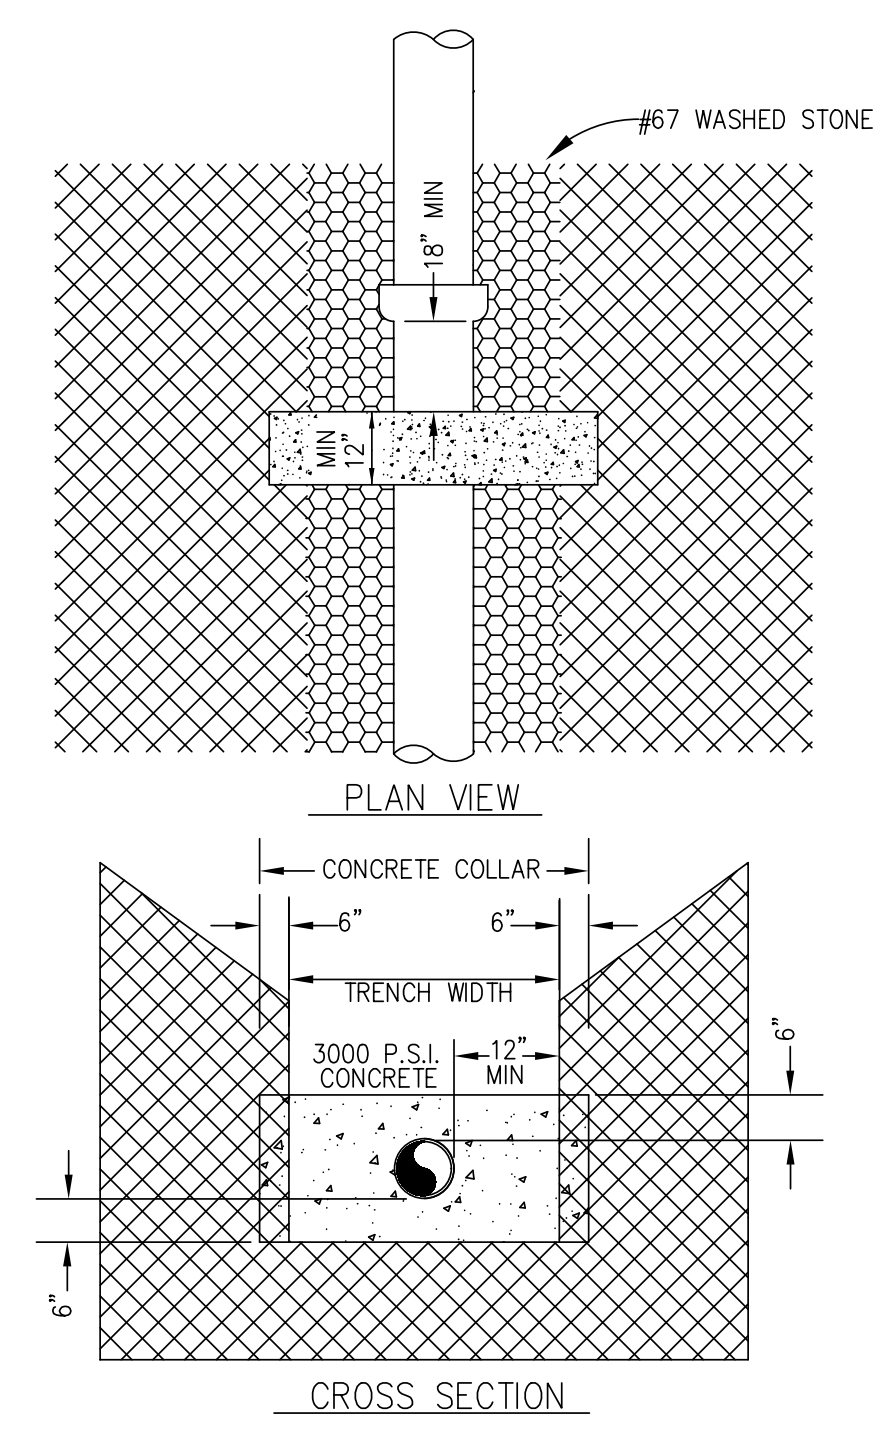 #67 WASHED STONE
18” MIN
MIN
12”
PLAN VIEW
CONCRETE COLLAR
6”
6”
TRENCH WIDTH
3000 P.S.I.
CONCRETE
12”
MIN
6”
6”
CROSS SECTION